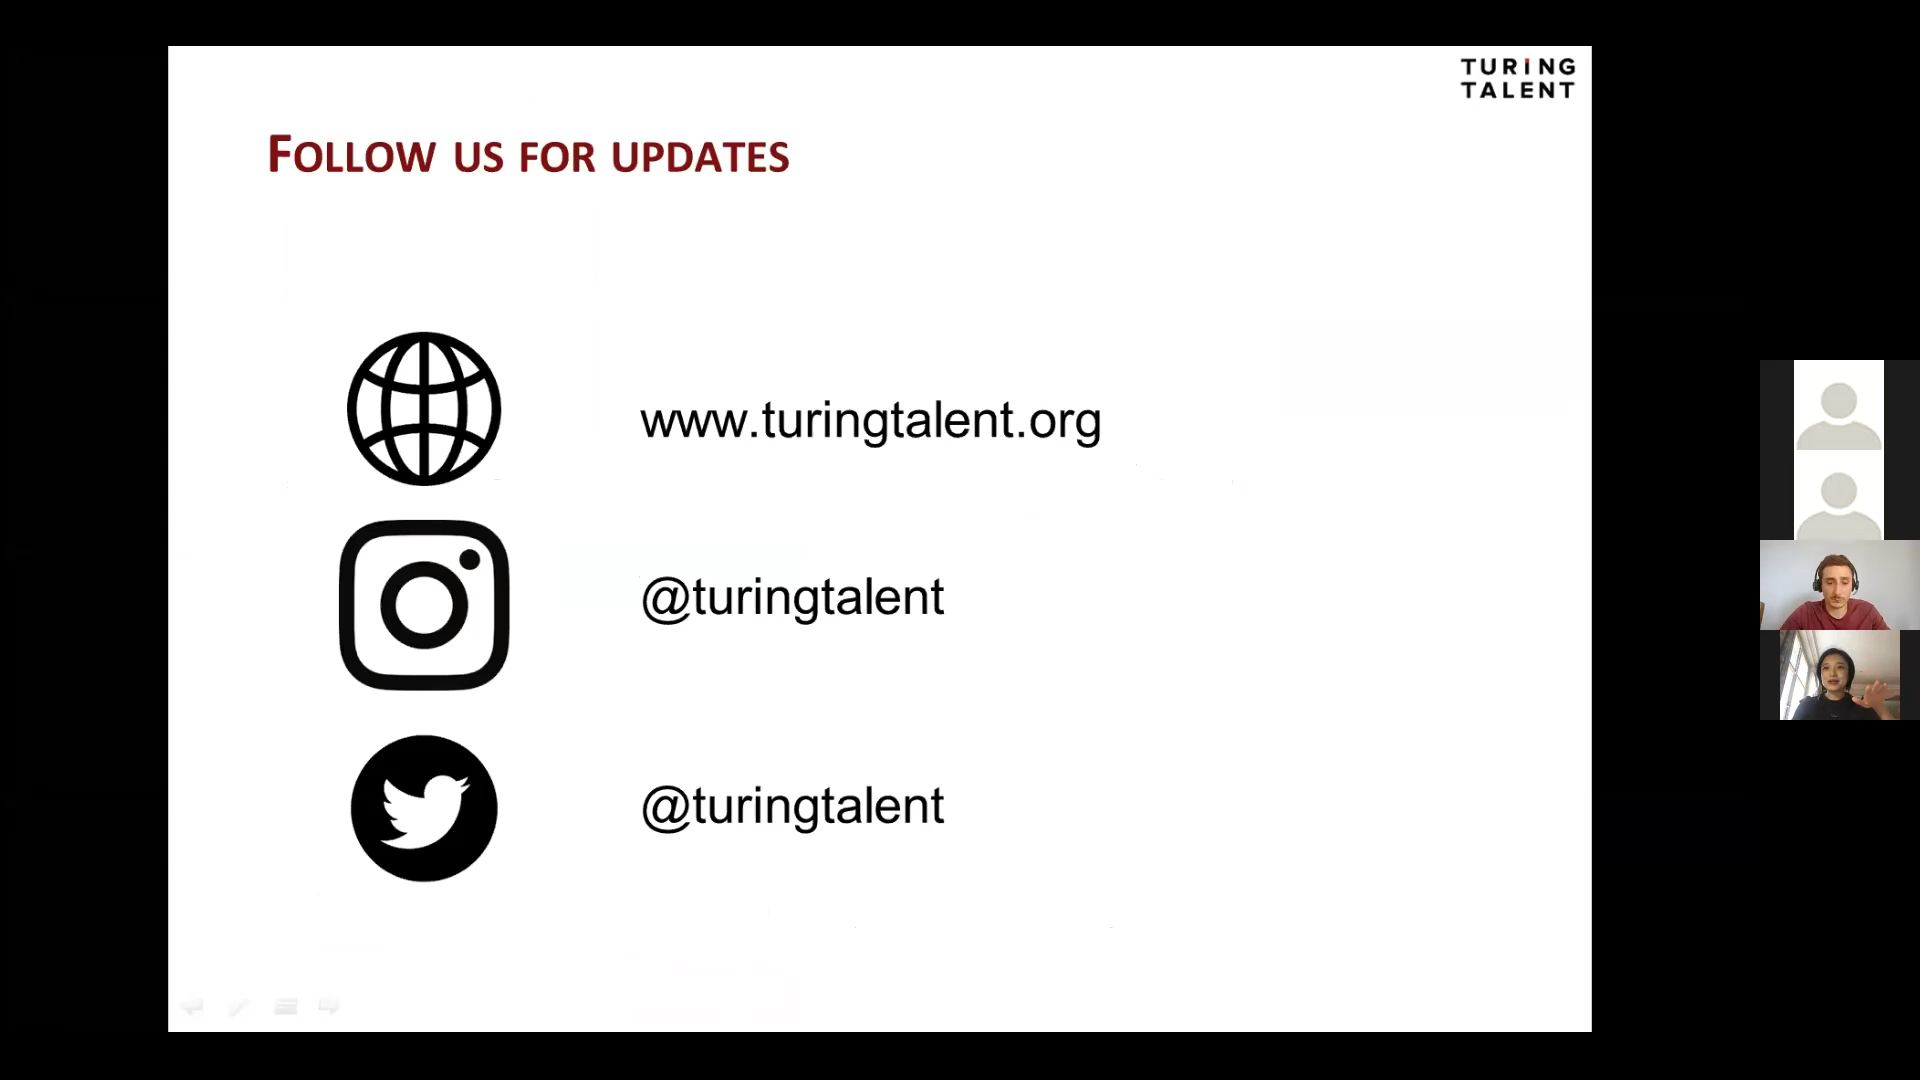 TURING
TALENT
FOLLOW US FOR UPDATES
www.turingtalent.org
@turingtalent
@turingtalent